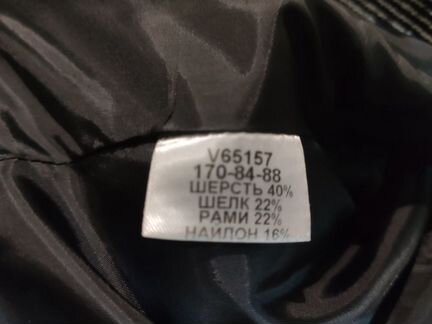 V65157
170-84-88
ШЕРСТЬ 40%
ШЕЛК 22%
РАМИ 22%
НАЙЛОН 16%